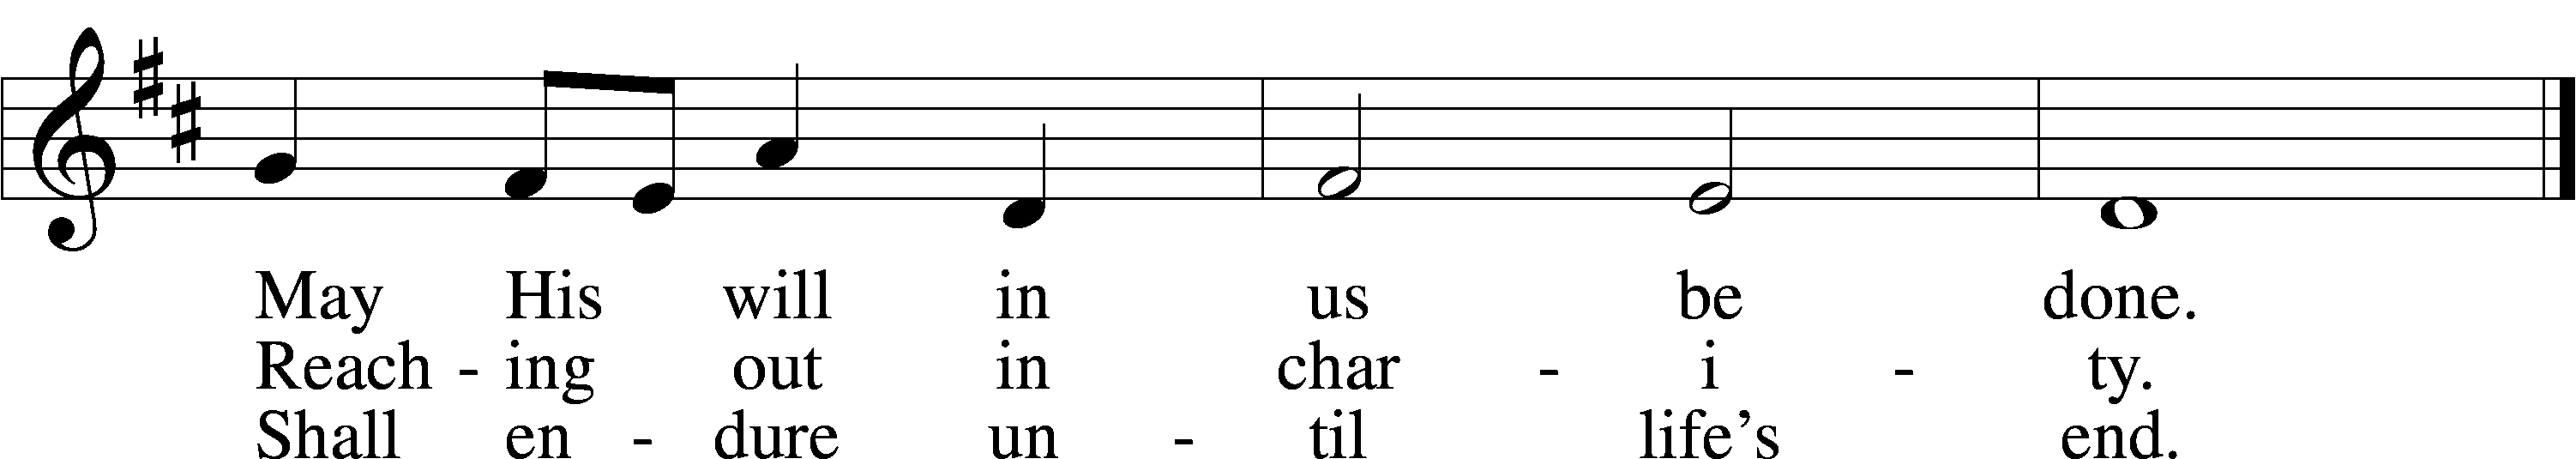 May His will in us be done.
Reach - ing out in char - i - ty.
Shall en - dure un - til life's end.